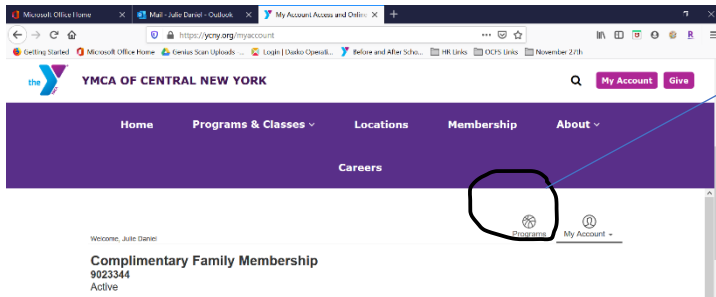 Microsoft Office Home
Mail - Julie Daniel - Outlook
My Account Access and Online
https://ycny.org/myaccount
Getting Started
Microsoft Office Home
Genius Scan Uploads ...
Login | Daxko Operati...
Before and After Scho...
HR Links
OCFS Links
November 27th
the Y
YMCA OF CENTRAL NEW YORK
My Account
Give
Home
Programs & Classes
Locations
Membership
About
Careers
Programs
My Account
Welcome, Julie Daniel
Complimentary Family Membership
9023344
Active